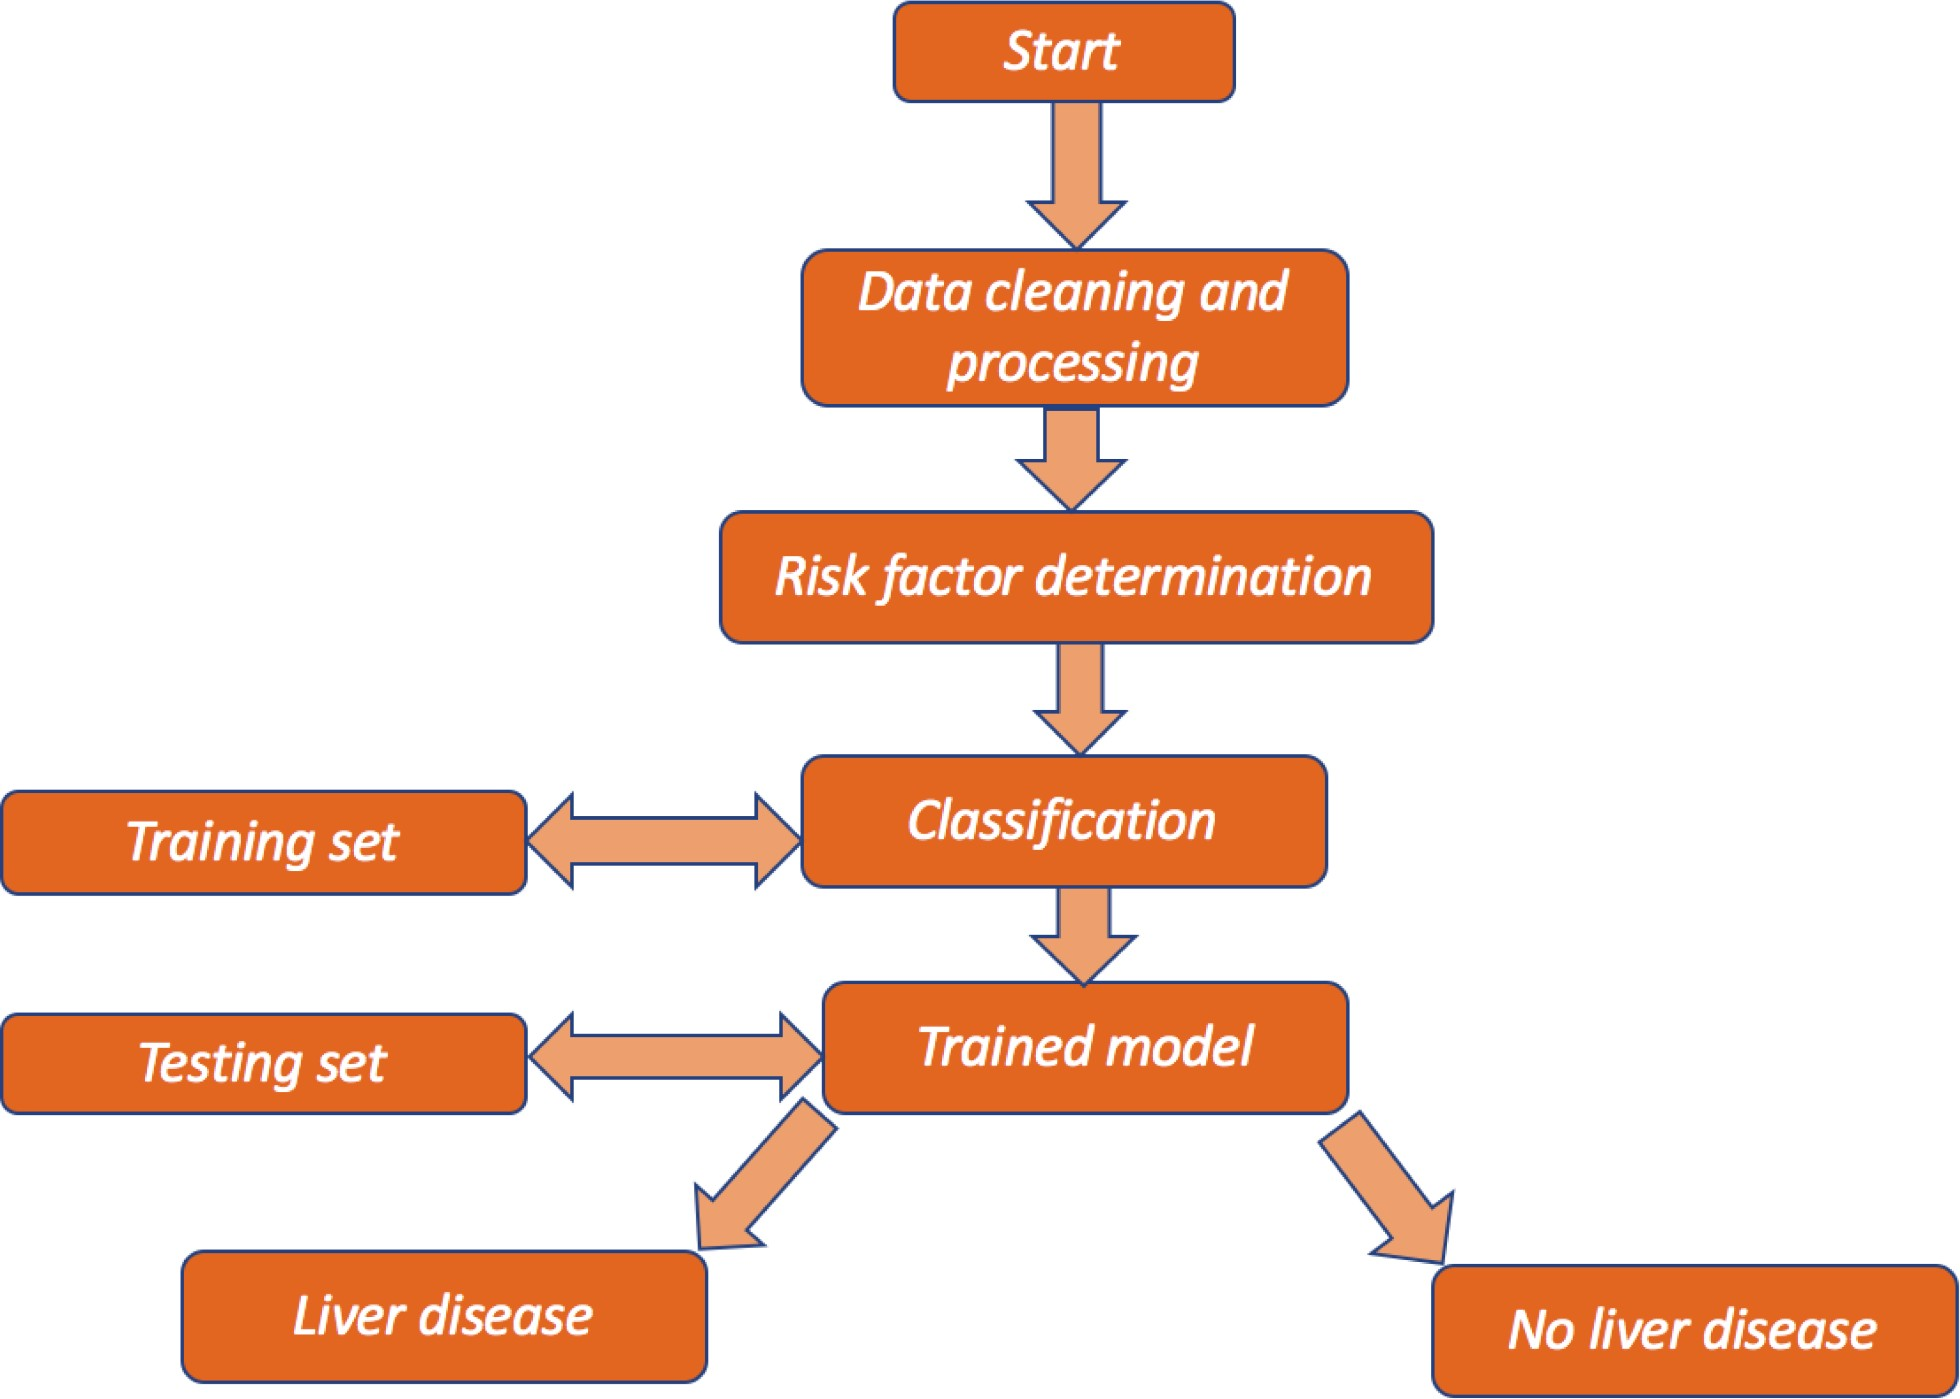 Start
Data cleaning and
processing
Risk factor determination
Classification
Training set
Trained model
Testing set
Liver disease
No liver disease